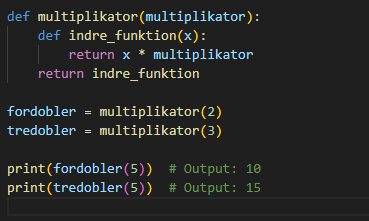 def multiplikator(multiplikator):
    def indre_funktion(x):
        return x * multiplikator
    return indre_funktion

fordobler = multiplikator(2)
tredobler = multiplikator(3)

print(fordobler(5))  # Output: 10
print(tredobler(5))  # Output: 15